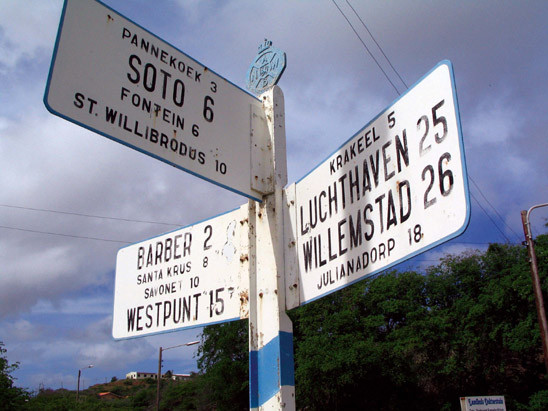 PANNEKOEK 3
SOTO 6
FONTEIN 6
ST. WILLIBRODUS 10
KRAKEEL 5
LUCHTHAVEN 25
WILLEMSTAD 26
JULIANADORP 18
BARBER 2
SANTA KRUS 8
SAVONET 10
WESTPUNT 15